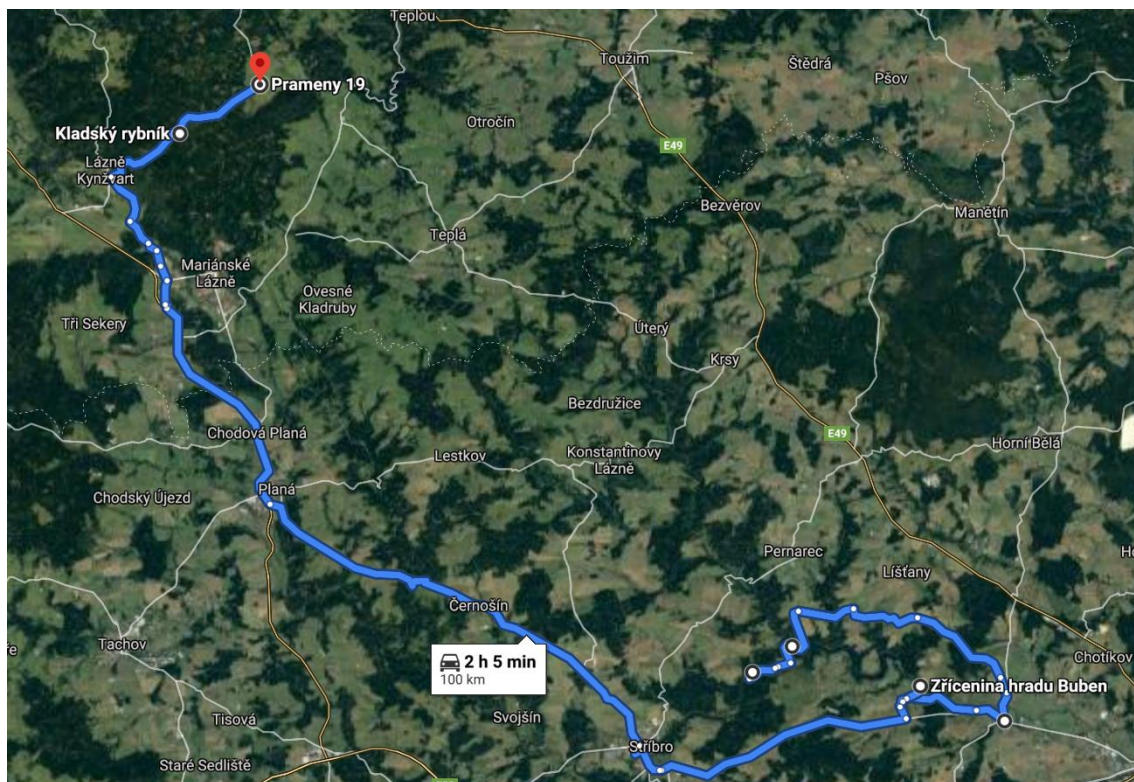 Teplou
Toužim
Štědrá
Pšov
Prameny 19
Otročín
Kladský rybník
E49
Lázně
Kynžvart
Bezvěrov
Manětín
Teplá
Mariánské
Lázně
Ovesné
Kladruby
Tři Sekery
Úterý
Krsy
Bezdružice
E49
Chodová Planá
Horní Bělá
Lestkov
Konstantinovy
Lázně
Chodský Újezd
Planá
Pernarec
Líšťany
Černošín
Tachov
Chotíkov
2 h 5 min
100 km
Zřícenina hradu Buben
Svojšín
Tisová
Stříbro
Staré Sedliště